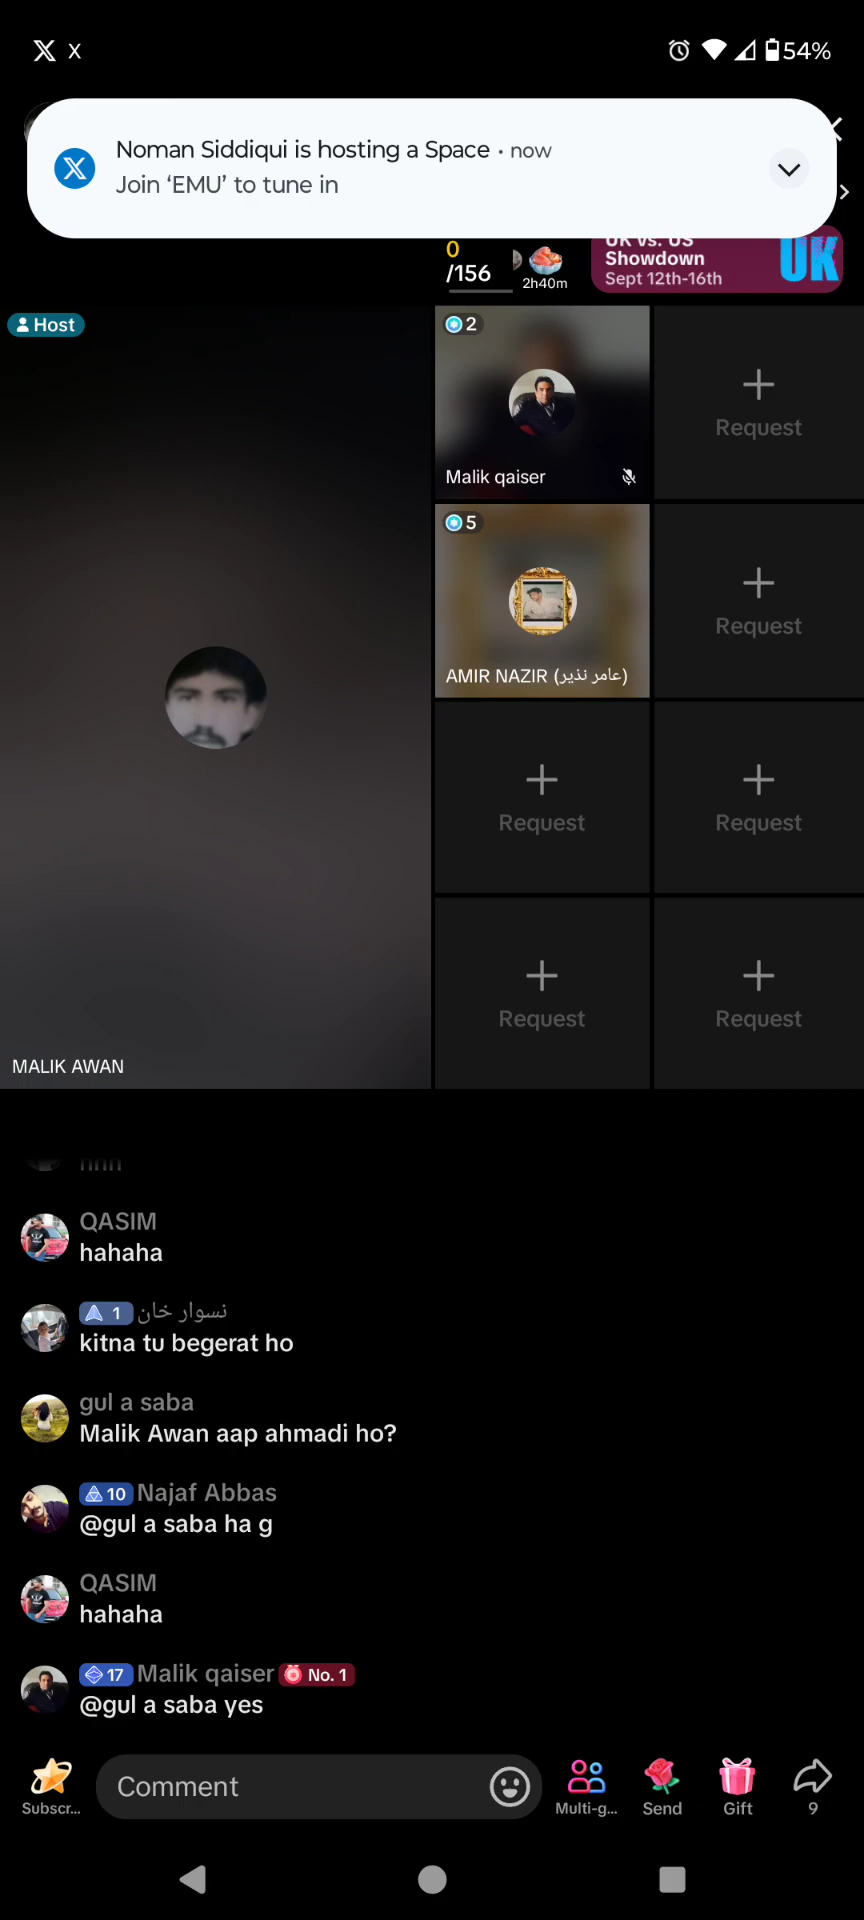 X
54%
Noman Siddiqui is hosting a Space • now
Join ‘EMU’ to tune in
0
/156
2h40m
UK vs. US
Showdown
Sept 12th-16th
UK
Host
2
Malik qaiser
Request
5
AMIR NAZIR (عامر نذیر)
Request
Request
Request
Request
Request
MALIK AWAN
QASIM
hahaha
1 نسوار خان
kitna tu begerat ho
gul a saba
Malik Awan aap ahmadi ho?
10 Najaf Abbas
@gul a saba ha g
QASIM
hahaha
17 Malik qaiser No. 1
@gul a saba yes
Comment
Subscr...
Multi-g...
Send
Gift
9